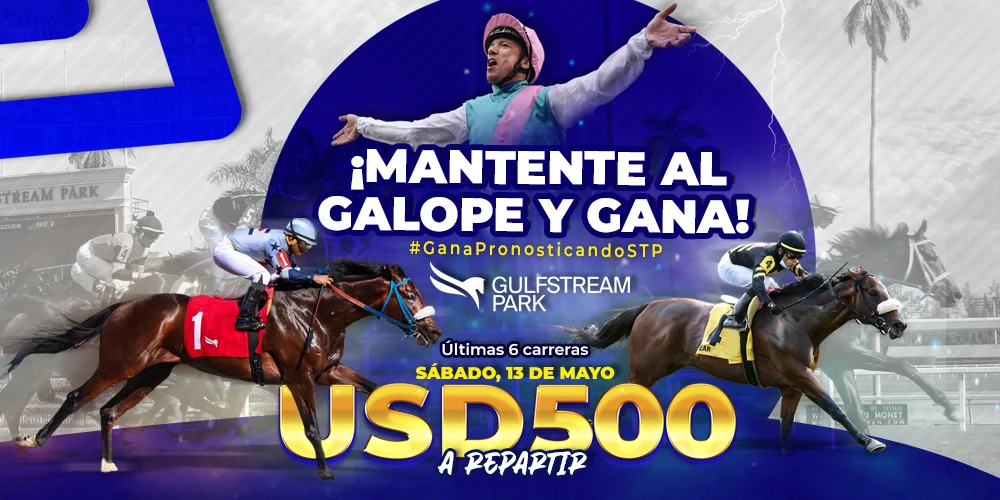 ¡MANTENTE AL
GALOPE Y GANA!
#GanaPronosticandoSTP
GULFSTREAM
PARK
Últimas 6 carreras
SÁBADO, 13 DE MAYO
USD500
A REPARTIR
STREAM PARK
1